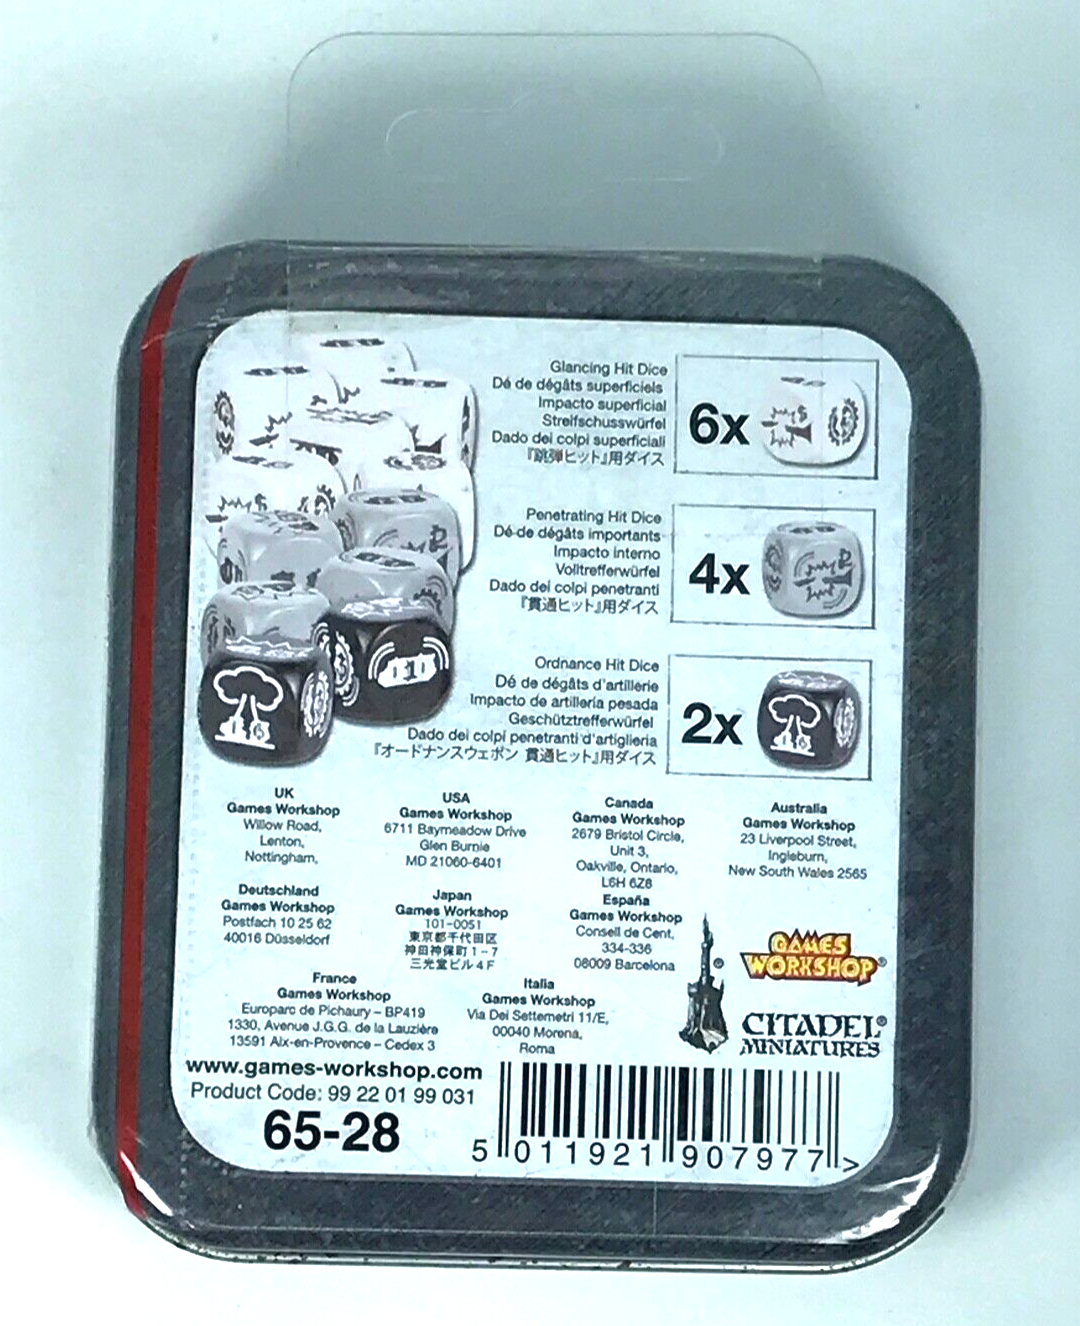 Glancing Hit Dice
Dé de dégâts superficiels
Impacto superficial
Streifschusswürfel
Dado dei colpi superficiali
『跳弾ヒット』用ダイス
6x
Penetrating Hit Dice
Dé de dégâts importants
Impacto interno
Volltrefferwürfel
Dado dei colpi penetranti
『貫通ヒット』用ダイス
4x
Ordnance Hit Dice
Dé de dégâts d'artillerie
Impacto de artilleria pesada
Geschütztrefferwürfel
Dado dei colpi penetranti d'artiglieria
『オードナンスウェポン 貫通ヒット』用ダイス
2x
UK
Games Workshop
Willow Road,
Lenton,
Nottingham,
USA
Games Workshop
6711 Baymeadow Drive
Glen Burnie
MD 21060-6401
Canada
Games Workshop
2679 Bristol Circle,
Unit 3,
Oakville, Ontario,
L6H 6Z8
Australia
Games Workshop
23 Liverpool Street,
Ingleburn,
New South Wales 2565
Deutschland
Games Workshop
Postfach 10 25 62
40016 Düsseldorf
Japan
Games Workshop
101-0051
東京都千代田区
神田神保町1-7
三光堂ビル4F
España
Games Workshop
Consell de Cent,
334-336
08009 Barcelona
France
Games Workshop
Europarc de Pichaury – BP419
1330, Avenue J.G.G. de la Lauzière
13591 Aix-en-Provence – Cedex 3
Italia
Games Workshop
Via Dei Settemetri 11/E,
00040 Morena,
Roma
GAMES
WORKSHOP®
CITADEL®
MINIATURES
www.games-workshop.com
Product Code: 99 22 01 99 031
65-28
5 011921 907977 >